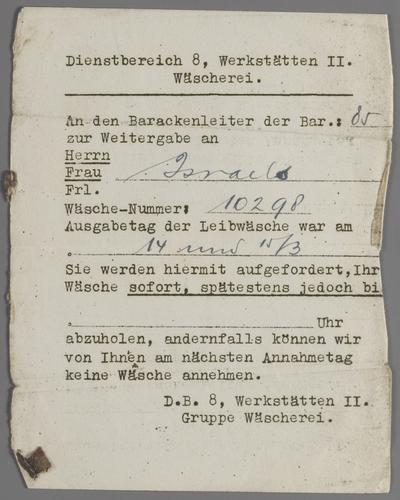 Dienstbereich 8, Werkstätten II.
Wäscherei.
An den Barackenleiter der Bar.: 85
zur Weitergabe an
Herrn
Frau Israels
Frl.
Wäsche-Nummer: 10298
Ausgabetag der Leibwäsche war am
14 und 15/3
Sie werden hiermit aufgefordert,Ihr
Wäsche sofort, spätestens jedoch bi
Uhr
abzuholen, andernfalls können wir
von Ihnen am nächsten Annahmetag
keine Wäsche annehmen.
D.B. 8, Werkstätten II.
Gruppe Wäscherei.